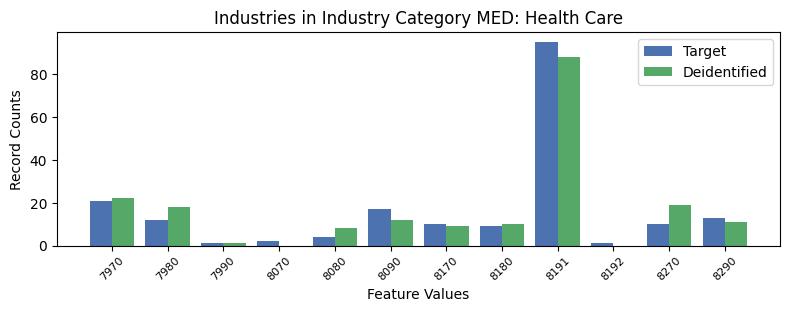 Industries in Industry Category MED: Health Care
Target
Deidentified
Record Counts
80
60
40
20
0
7970 7980 7990 8070 8080 8090 8170 8180 8191 8192 8270 8290
Feature Values